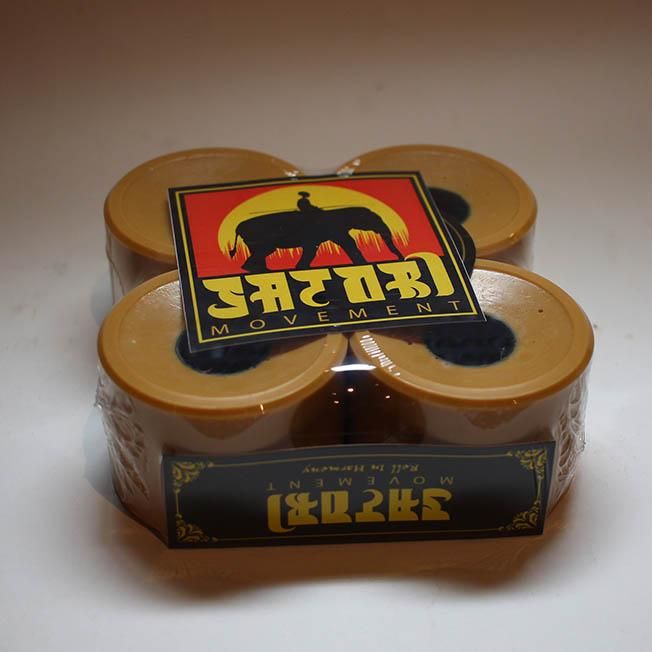 SATORI
MOVEMENT
Roll In Harmony
MOVEMENT
SATORI